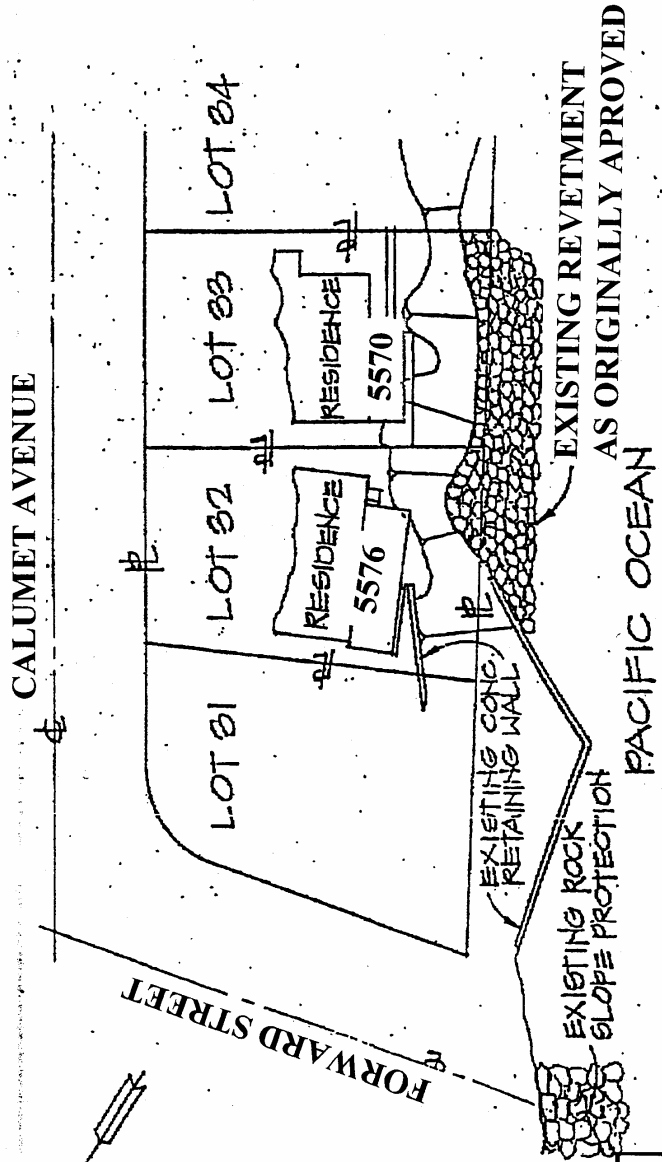 CALUMET AVENUE
LOT 31
LOT 32
LOT 33
LOT 34
RESIDENCE
5576
RESIDENCE
5570
FORWARD STREET
EXISTING CONC.
RETAINING WALL
EXISTING ROCK
SLOPE PROTECTION
EXISTING REVETMENT
AS ORIGINALLY APROVED
PACIFIC OCEAN